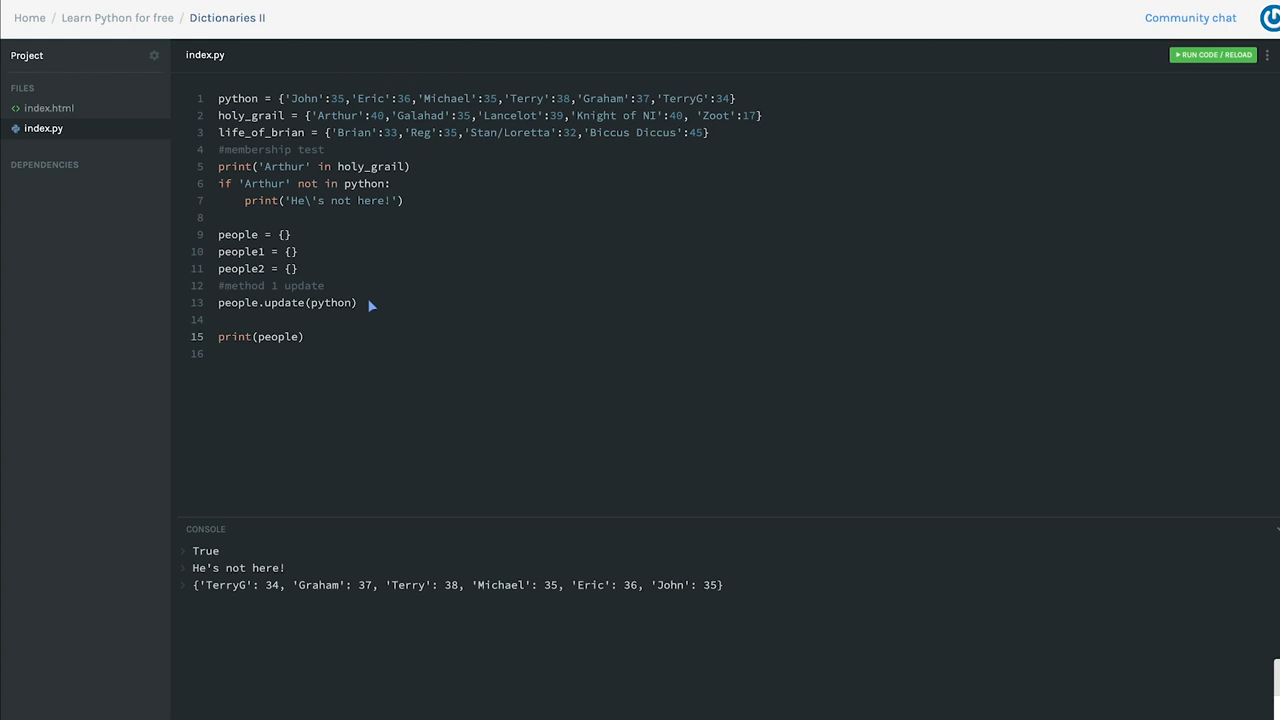 Home / Learn Python for free / Dictionaries II
Community chat
Project
index.py
RUN CODE / RELOAD
FILES
index.html
index.py
DEPENDENCIES
1 python = {'John':35,'Eric':36,'Michael':35,'Terry':38,'Graham':37,'TerryG':34}
2 holy_grail = {'Arthur':40,'Galahad':35,'Lancelot':39,'Knight of NI':40, 'Zoot':17}
3 life_of_brian = {'Brian':33,'Reg':35,'Stan/Loretta':32,'Biccus Diccus':45}
4 #membership test
5 print('Arthur' in holy_grail)
6 if 'Arthur' not in python:
7     print('He\'s not here!')
8
9 people = {}
10 people1 = {}
11 people2 = {}
12 #method 1 update
13 people.update(python)
14
15 print(people)
16
CONSOLE
True
He's not here!
{'TerryG': 34, 'Graham': 37, 'Terry': 38, 'Michael': 35, 'Eric': 36, 'John': 35}